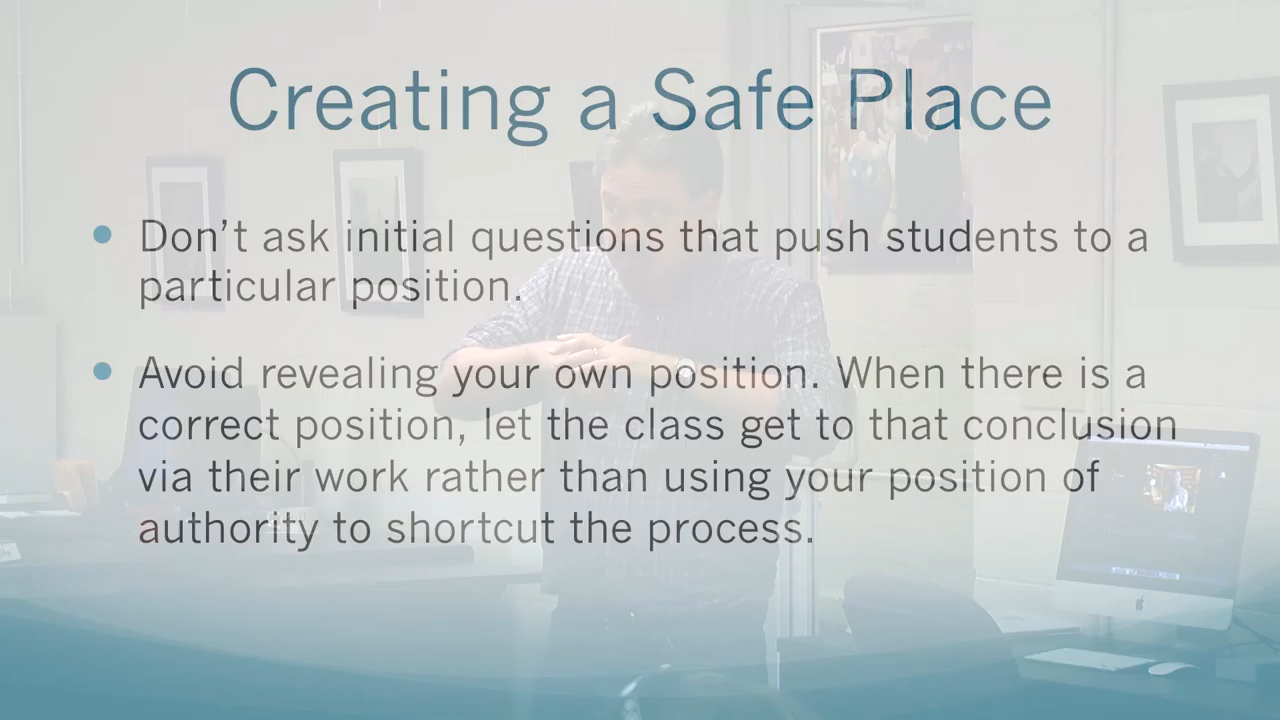 Creating a Safe Place
Don’t ask initial questions that push students to a
particular position.
Avoid revealing your own position. When there is a
correct position, let the class get to that conclusion
via their work rather than using your position of
authority to shortcut the process.